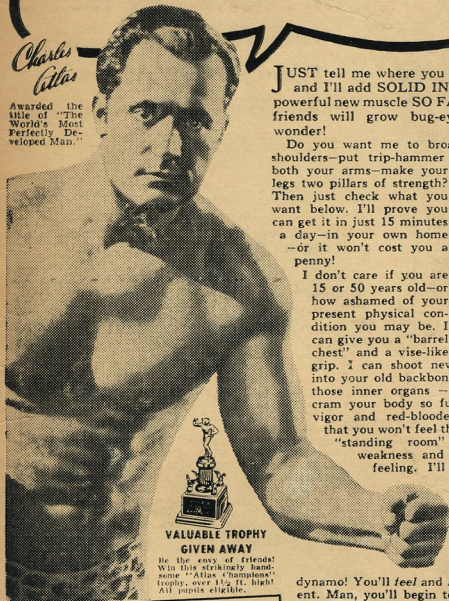 Charles
Atlas
Awarded the
title of "The
World's Most
Perfectly De-
veloped Man."
JUST tell me where you
and I'll add SOLID IN
powerful new muscle SO FA
friends will grow bug-ey
wonder!
Do you want me to broa
shoulders—put trip-hammer
both your arms—make your
legs two pillars of strength?
Then just check what you
want below. I'll prove you
can get it in just 15 minutes
a day—in your own home
—or it won't cost you a
penny!
I don't care if you are
15 or 50 years old—or
how ashamed of your
present physical con-
dition you may be. I
can give you a "barrel
chest" and a vise-like
grip. I can shoot new
into your old backbon
those inner organs —
cram your body so fu
vigor and red-bloode
that you won't feel th
"standing room"
weakness and
feeling. I'll
VALUABLE TROPHY
GIVEN AWAY
Be the envy of friends!
Win this strikingly hand-
some "Atlas Champions"
trophy, over 1½ ft. high!
All pupils eligible.
dynamo! You'll feel and
ent. Man, you'll begin to